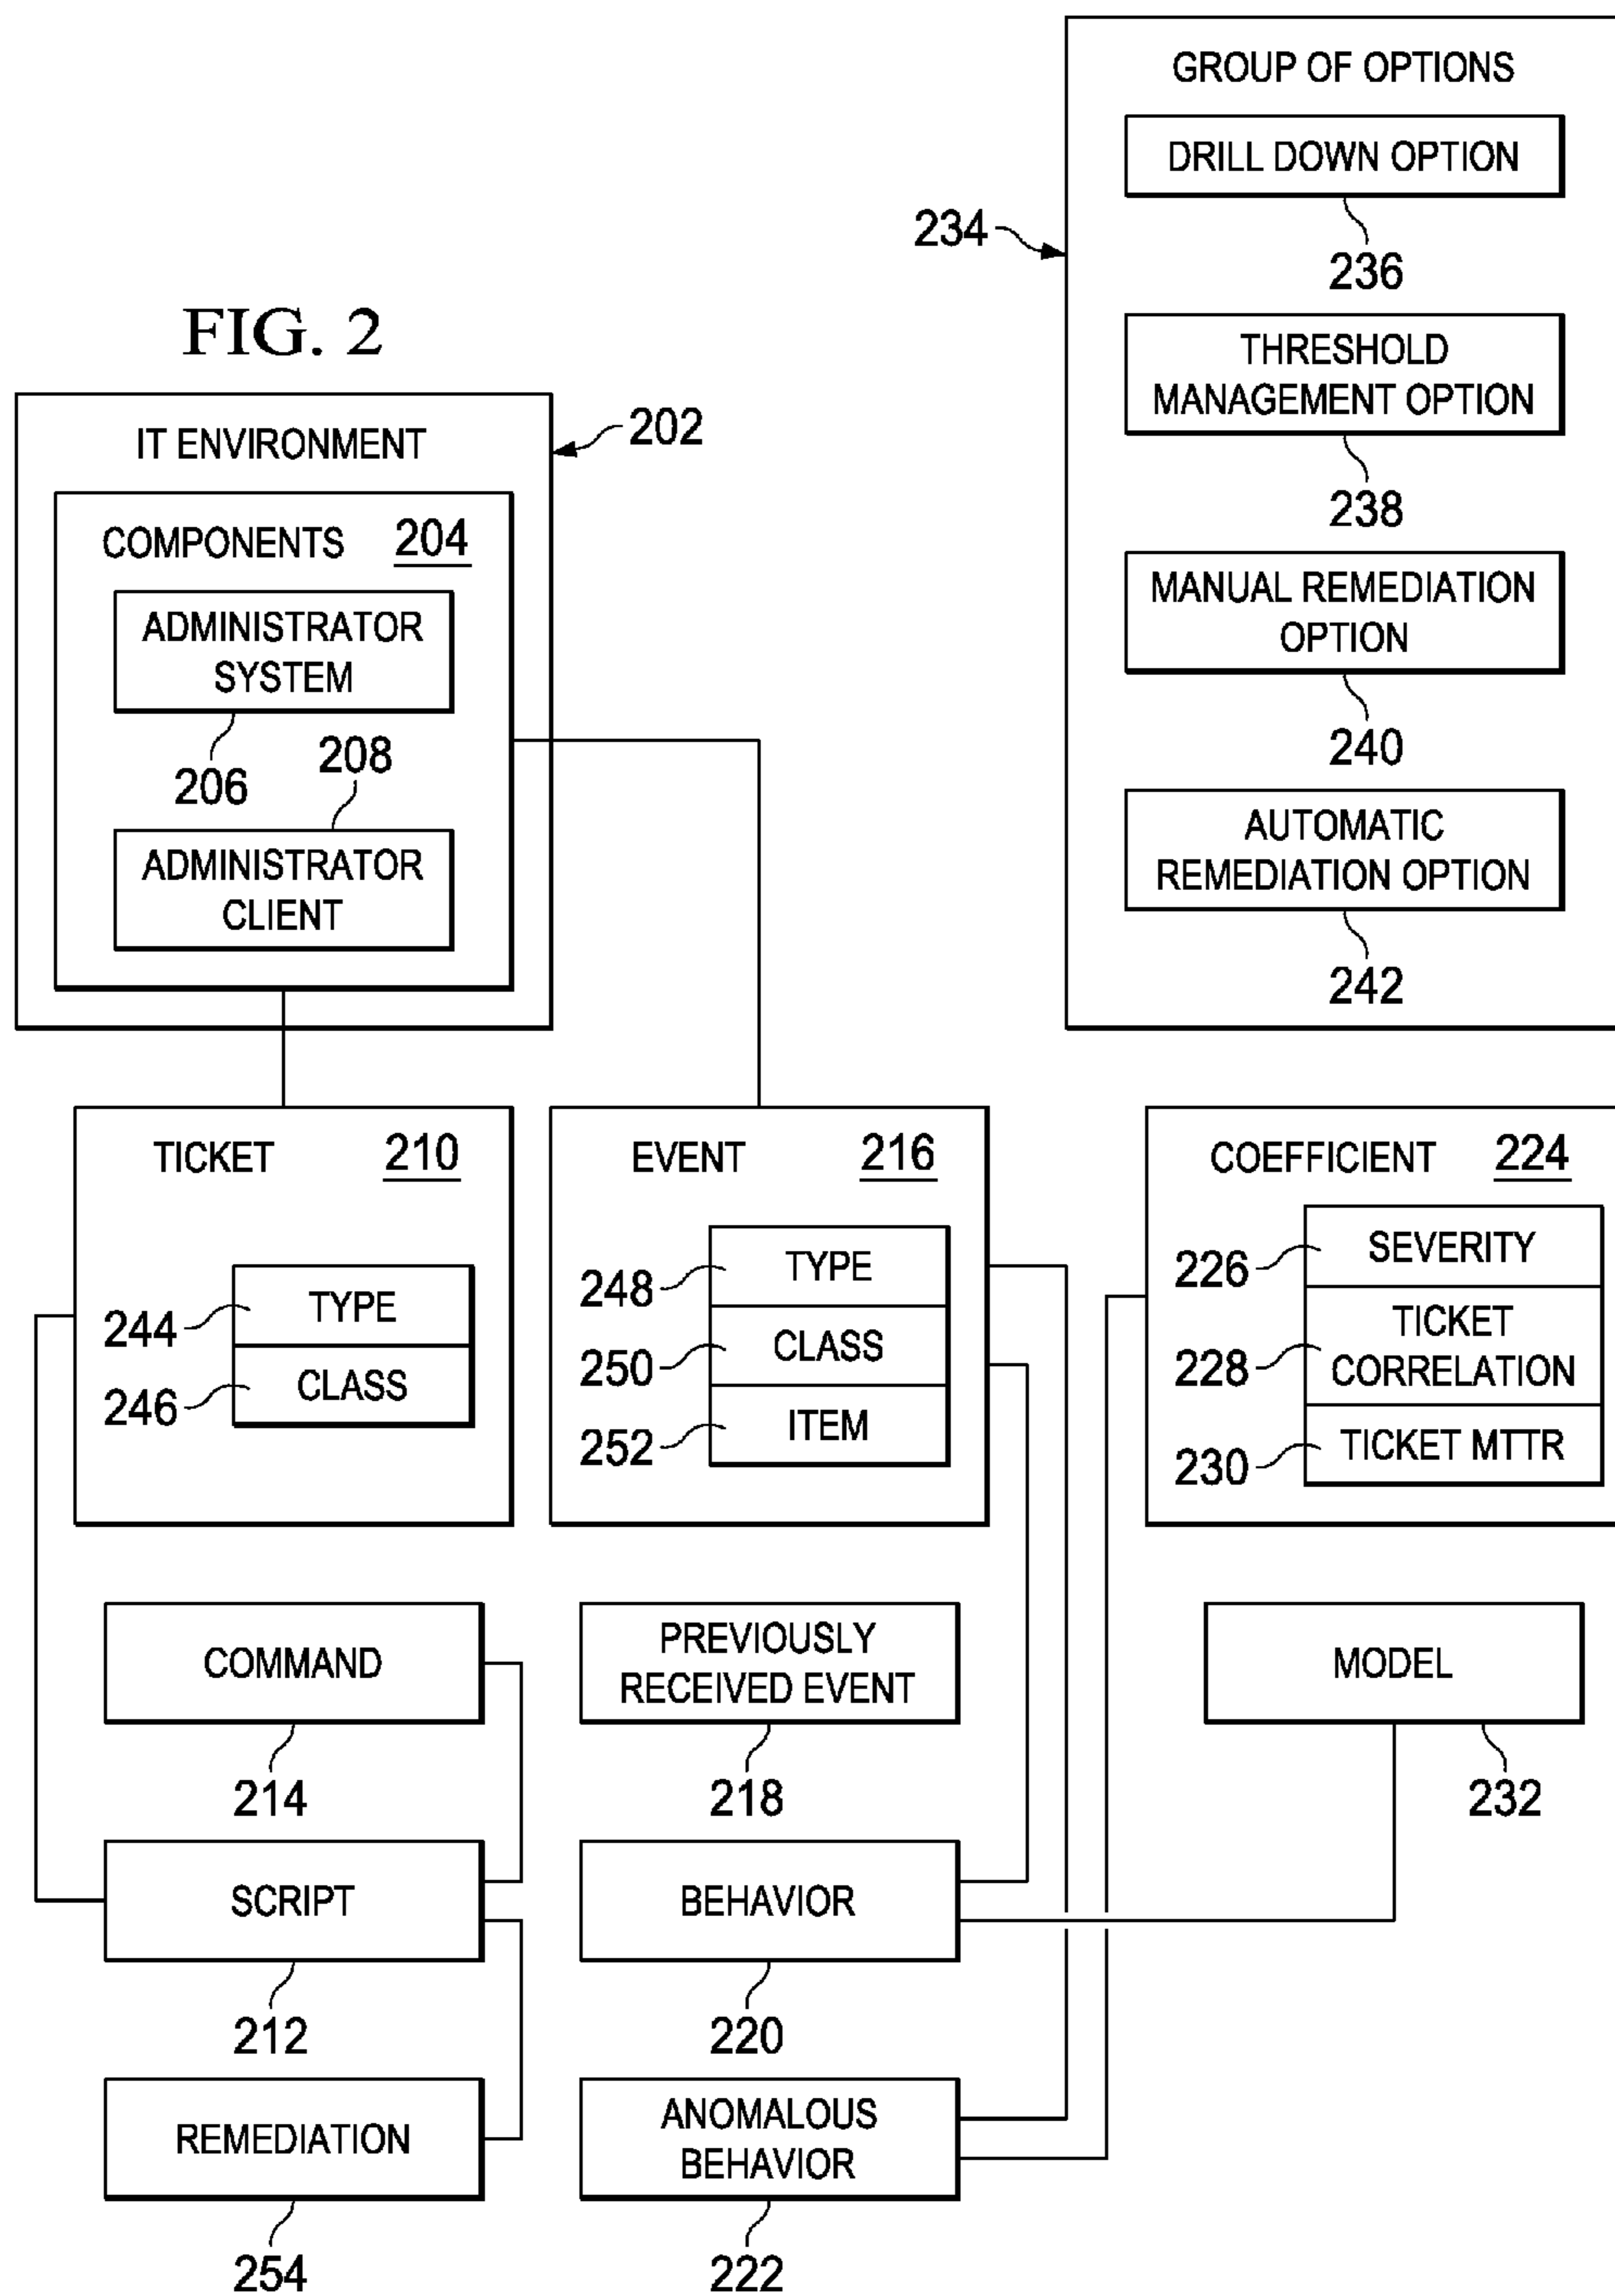 FIG. 2
IT ENVIRONMENT
202
COMPONENTS 204
ADMINISTRATOR
SYSTEM
206
208
ADMINISTRATOR
CLIENT
GROUP OF OPTIONS
DRILL DOWN OPTION
234
236
THRESHOLD
MANAGEMENT OPTION
238
MANUAL REMEDIATION
OPTION
240
AUTOMATIC
REMEDIATION OPTION
242
TICKET 210
244 TYPE
246 CLASS
EVENT 216
248 TYPE
250 CLASS
252 ITEM
COEFFICIENT 224
226 SEVERITY
228 TICKET
CORRELATION
230 TICKET MTTR
COMMAND
214
SCRIPT
212
REMEDIATION
254
PREVIOUSLY
RECEIVED EVENT
218
BEHAVIOR
220
ANOMALOUS
BEHAVIOR
222
MODEL
232